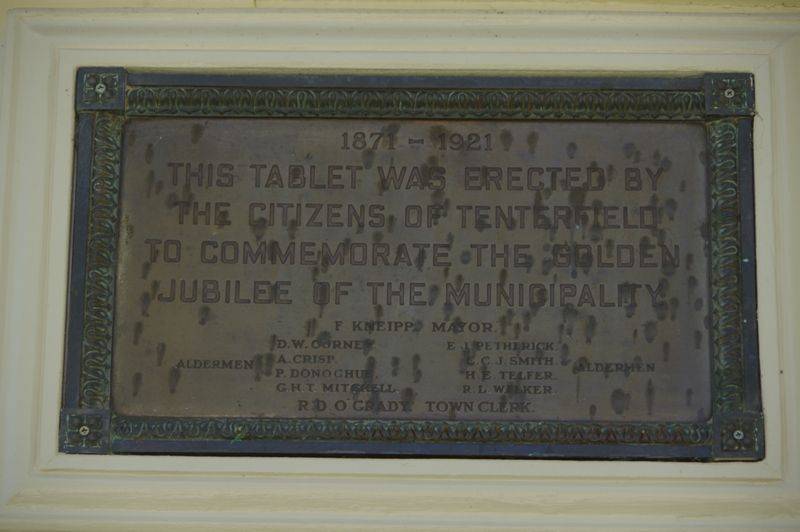 1871 - 1921
THIS TABLET WAS ERECTED BY
THE CITIZENS OF TENTERFIELD
TO COMMEMORATE THE GOLDEN
JUBILEE OF THE MUNICIPALITY
F KNEIPP. MAYOR.
ALDERMEN
D.W. CURNEY.
A. CRISP.
P. DONOGHUE.
G.H.T. MITCHELL.
E.J. PETHERICK.
E.C.J. SMITH.
H.E. TELFER.
R.L. WALKER.
ALDERMEN
R.D. O'GRADY. TOWN CLERK.